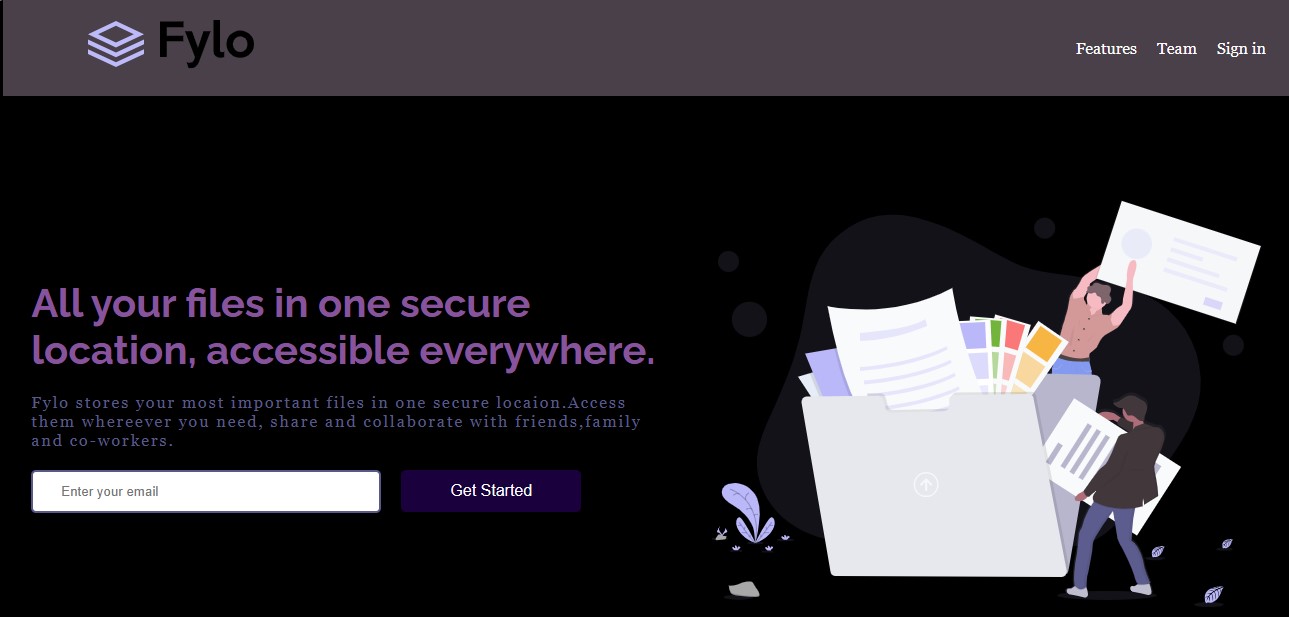 Fylo
Features Team Sign in
All your files in one secure
location, accessible everywhere.
Fylo stores your most important files in one secure locaion.Access
them whereever you need, share and collaborate with friends,family
and co-workers.
Enter your email
Get Started